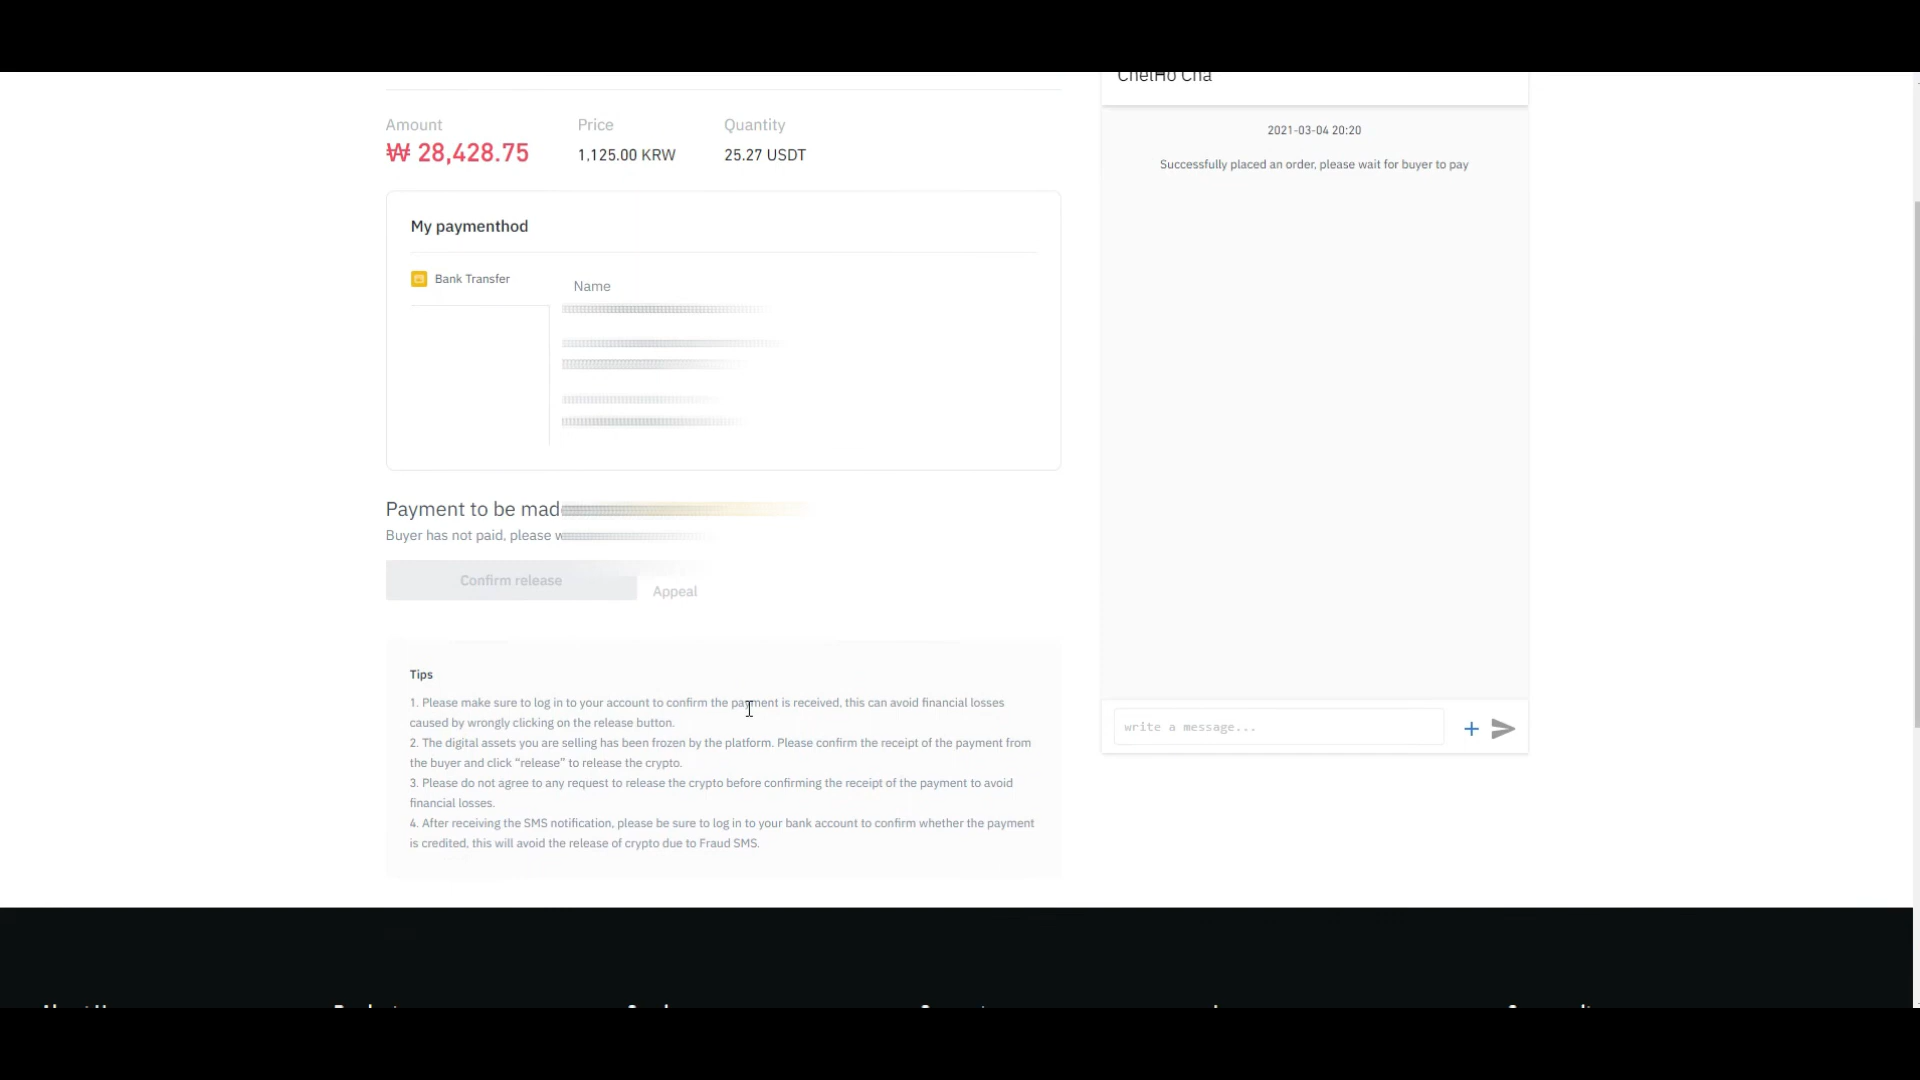 Amount Price Quantity
₩ 28,428.75 1,125.00 KRW 25.27 USDT
My paymenthod
Bank Transfer
Name
Payment to be mad
Buyer has not paid, please
Confirm release Appeal
Tips
1. Please make sure to log in to your account to confirm the payment is received, this can avoid financial losses
caused by wrongly clicking on the release button.
2. The digital assets you are selling has been frozen by the platform. Please confirm the receipt of the payment from
the buyer and click “release” to release the crypto.
3. Please do not agree to any request to release the crypto before confirming the receipt of the payment to avoid
financial losses.
4. After receiving the SMS notification, please be sure to log in to your bank account to confirm whether the payment
is credited, this will avoid the release of crypto due to Fraud SMS.
2021-03-04 20:20
Successfully placed an order, please wait for buyer to pay
write a message...